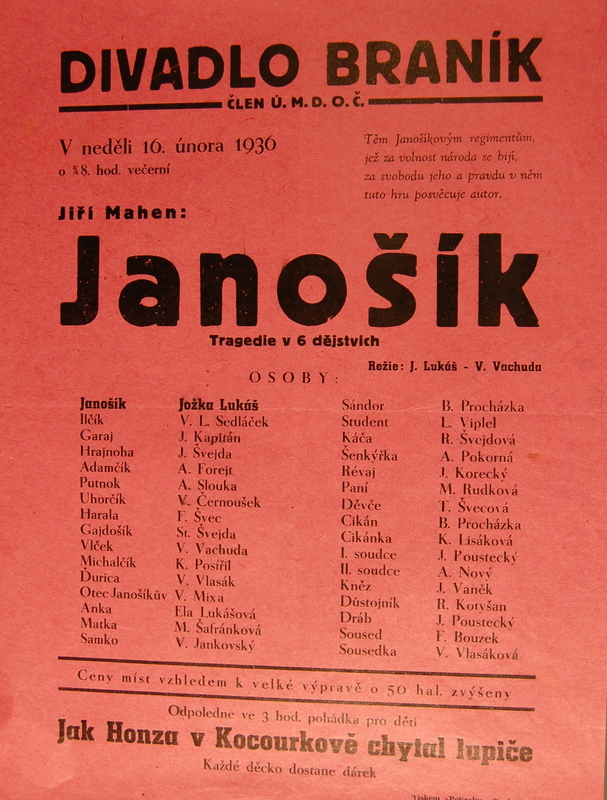 DIVADLO BRANÍK
ČLEN Ú. M. D. O. Č.
V neděli 16. února 1936
o ¾8. hod. večerní
Těm Janošíkovým regimentům,
jež za volnost národa se bijí,
za svobodu jeho a pravdu v něm
tuto hru posvěcuje autor.
Jiří Mahen:
Janošík
Tragedie v 6 dějstvích
Režie: J. Lukáš - V. Vachuda
OSOBY:
Janošík Jožka Lukáš
Ilčík V. L. Sedláček
Garaj J. Kapitán
Hrajnoha J. Švejda
Adamčík A. Forejt
Putnok A. Slouka
Uhorčík V. Černoušek
Harala F. Švec
Gajdošík St. Švejda
Vlček V. Vachuda
Michalčík K. Posířil
Ďurica V. Vlasák
Otec Janošíkův V. Mixa
Anka Ela Lukášová
Matka M. Šafránková
Samko V. Jankovský
Sándor B. Procházka
Student L. Viplel
Káča R. Švejdová
Šenkýřka A. Pokorná
Révaj J. Korecký
Paní M. Rudková
Děvče T. Švecová
Cikán B. Procházka
Cikánka K. Lisáková
I. soudce J. Poustecký
II. soudce A. Nový
Kněz J. Vaněk
Důstojník R. Kotyšan
Dráb J. Poustecký
Soused F. Bouzek
Sousedka V. Vlasáková
Ceny míst vzhledem k velké výpravě o 50 hal. zvýšeny
Odpoledne ve 3 hod. pohádka pro děti
Jak Honza v Kocourkově chytal lupiče
Každé děcko dostane dárek